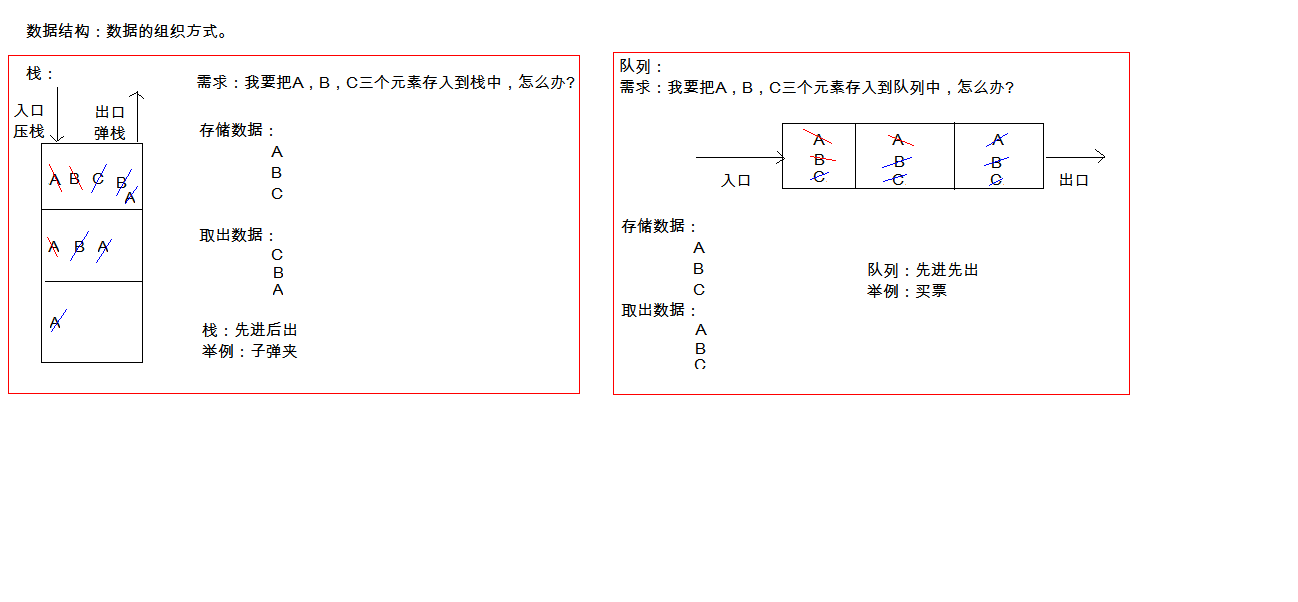 数据结构：数据的组织方式。
栈：
需求：我要把A，B，C三个元素存入到栈中，怎么办?
入口
压栈
出口
弹栈
A B C B
A
A B A
A
存储数据：
A
B
C
取出数据：
C
B
A
栈：先进后出
举例：子弹夹
队列：
需求：我要把A，B，C三个元素存入到队列中，怎么办?
A A A
B B B
C C C
入口
出口
存储数据：
A
B
C
队列：先进先出
举例：买票
取出数据：
A
B
C